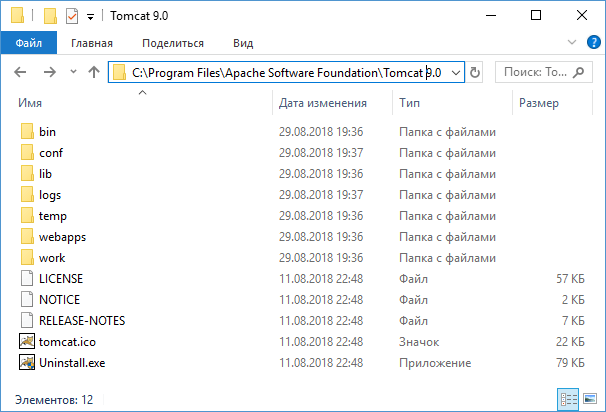 Tomcat 9.0
Файл Главная Поделиться Вид
C:\Program Files\Apache Software Foundation\Tomcat 9.0 Поиск: To...
Имя Дата изменения Тип Размер
bin 29.08.2018 19:36 Папка с файлами
conf 29.08.2018 19:37 Папка с файлами
lib 29.08.2018 19:36 Папка с файлами
logs 29.08.2018 19:37 Папка с файлами
temp 29.08.2018 19:36 Папка с файлами
webapps 29.08.2018 19:36 Папка с файлами
work 29.08.2018 19:36 Папка с файлами
LICENSE 11.08.2018 22:48 Файл 57 КБ
NOTICE 11.08.2018 22:48 Файл 2 КБ
RELEASE-NOTES 11.08.2018 22:48 Файл 7 КБ
tomcat.ico 11.08.2018 22:48 Значок 22 КБ
Uninstall.exe 11.08.2018 22:48 Приложение 79 КБ
Элементов: 12